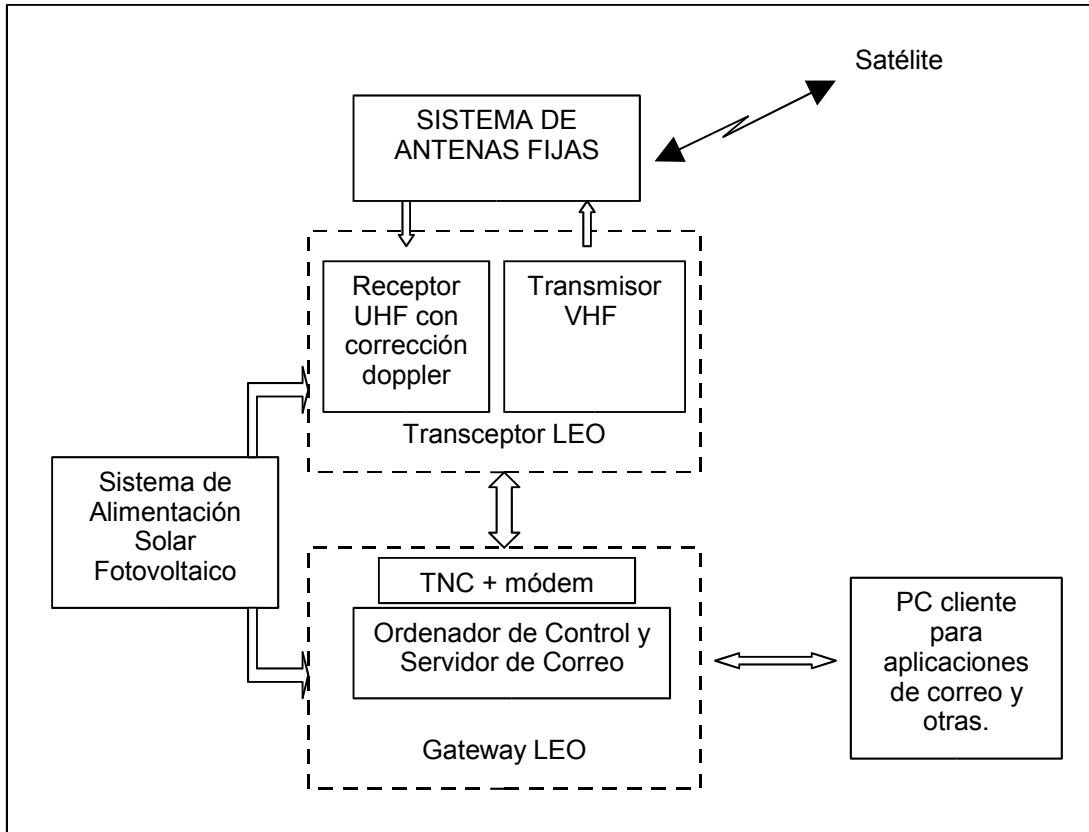 Satélite
SISTEMA DE
ANTENAS FIJAS
Receptor
UHF con
corrección
doppler
Transmisor
VHF
Transceptor LEO
Sistema de
Alimentación
Solar
Fotovoltaico
TNC + módem
Ordenador de Control y
Servidor de Correo
Gateway LEO
PC cliente
para
aplicaciones
de correo y
otras.